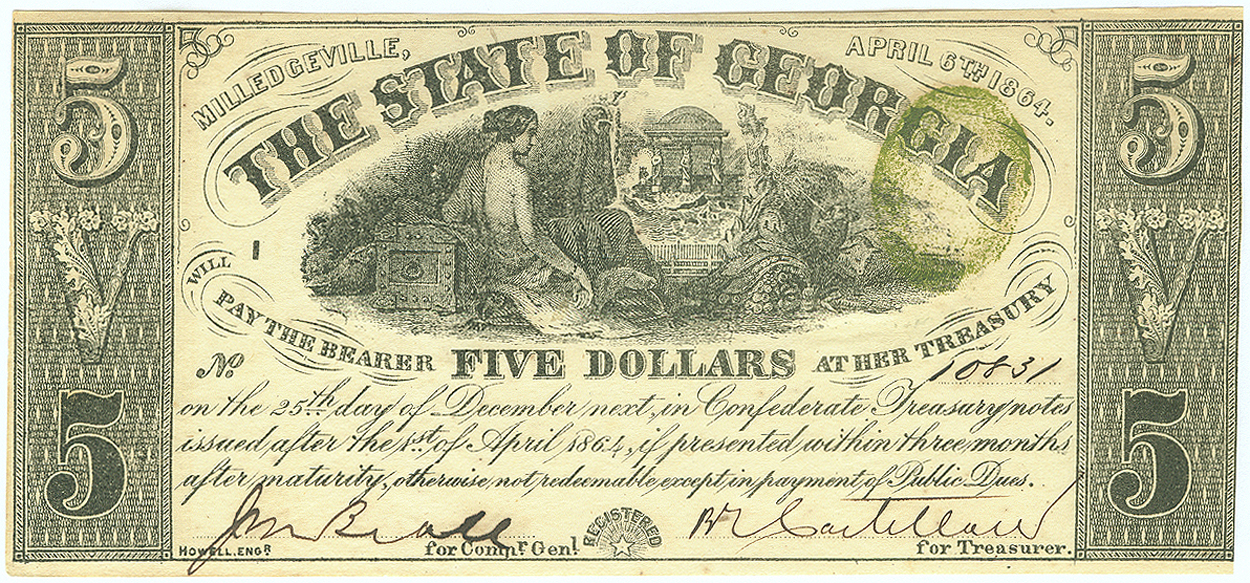 5
V
5
MILLEDGEVILLE,
APRIL 6TH 1864.
THE STATE OF GEORGIA
5
V
5
I
WILL
PAY THE BEARER FIVE DOLLARS AT HER TREASURY
No 10831
on the 25th day of December next, in Confederate Treasury notes
issued after the 1st of April 1864, if presented within three months
after maturity, otherwise not redeemable except in payment of Public Dues.
HOWELL, ENGR
for Compr. Genl
REGISTERED
for Treasurer.